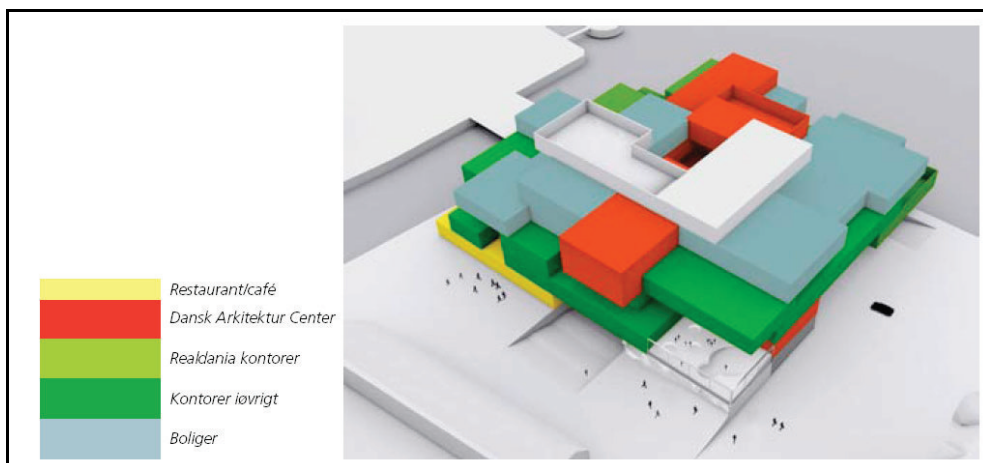 Restaurant/café
Dansk Arkitektur Center
Realdania kontorer
Kontorer iøvrigt
Boliger